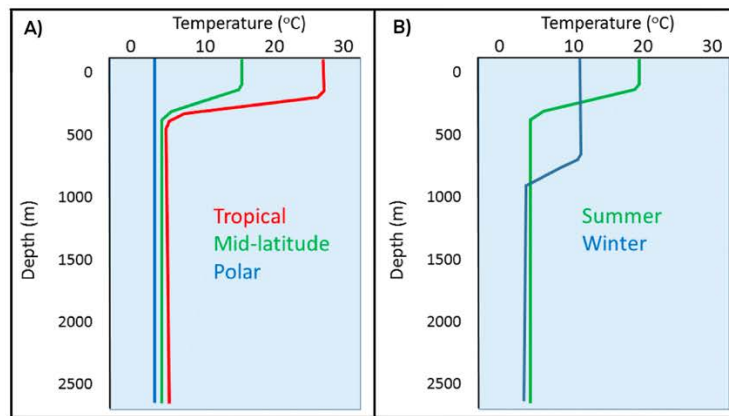 A)
Temperature (°C)
0 10 20 30
0
500
1000
1500
2000
2500
Depth (m)
Tropical
Mid-latitude
Polar
B)
Temperature (°C)
0 10 20 30
0
500
1000
1500
2000
2500
Depth (m)
Summer
Winter